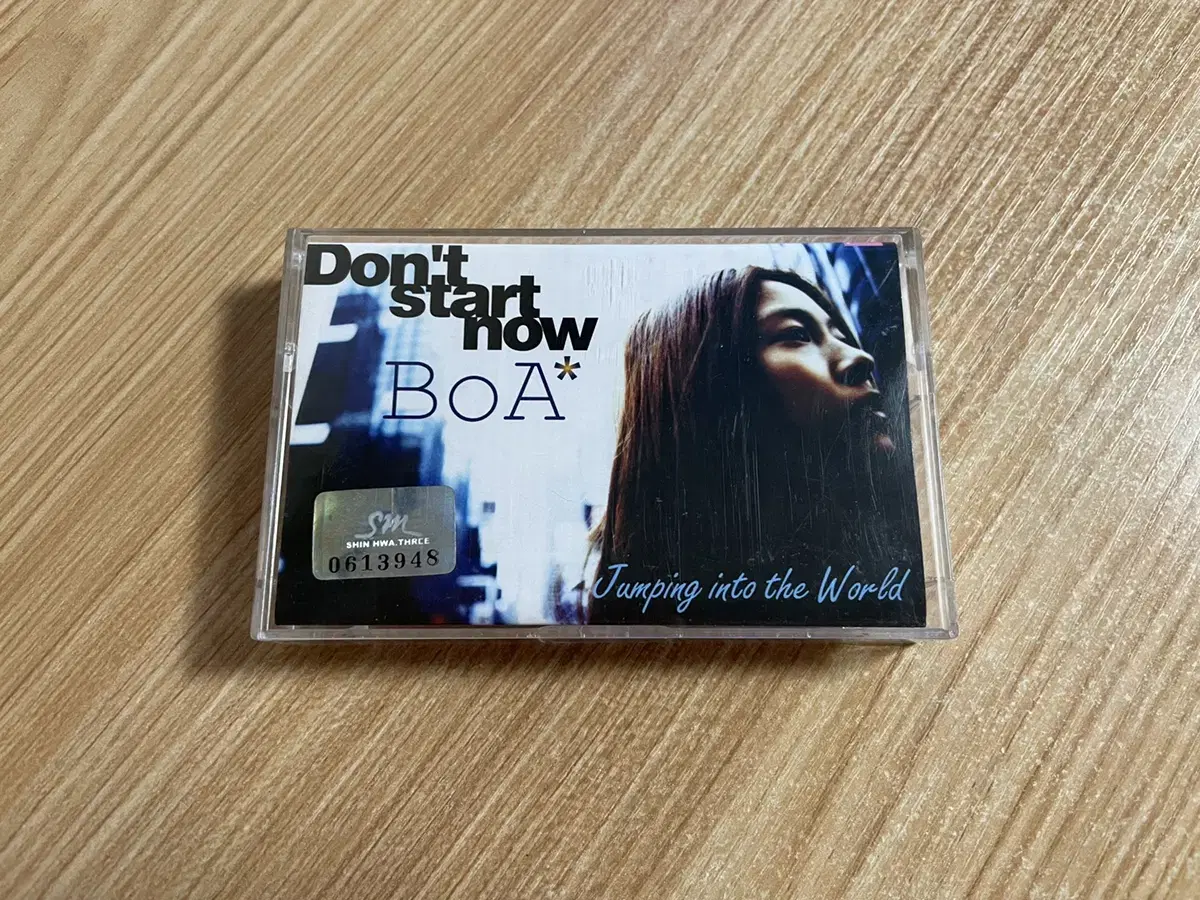 Don't
start
now
BoA*
SM
SHIN HWA.THREE
0613948
Jumping into the World